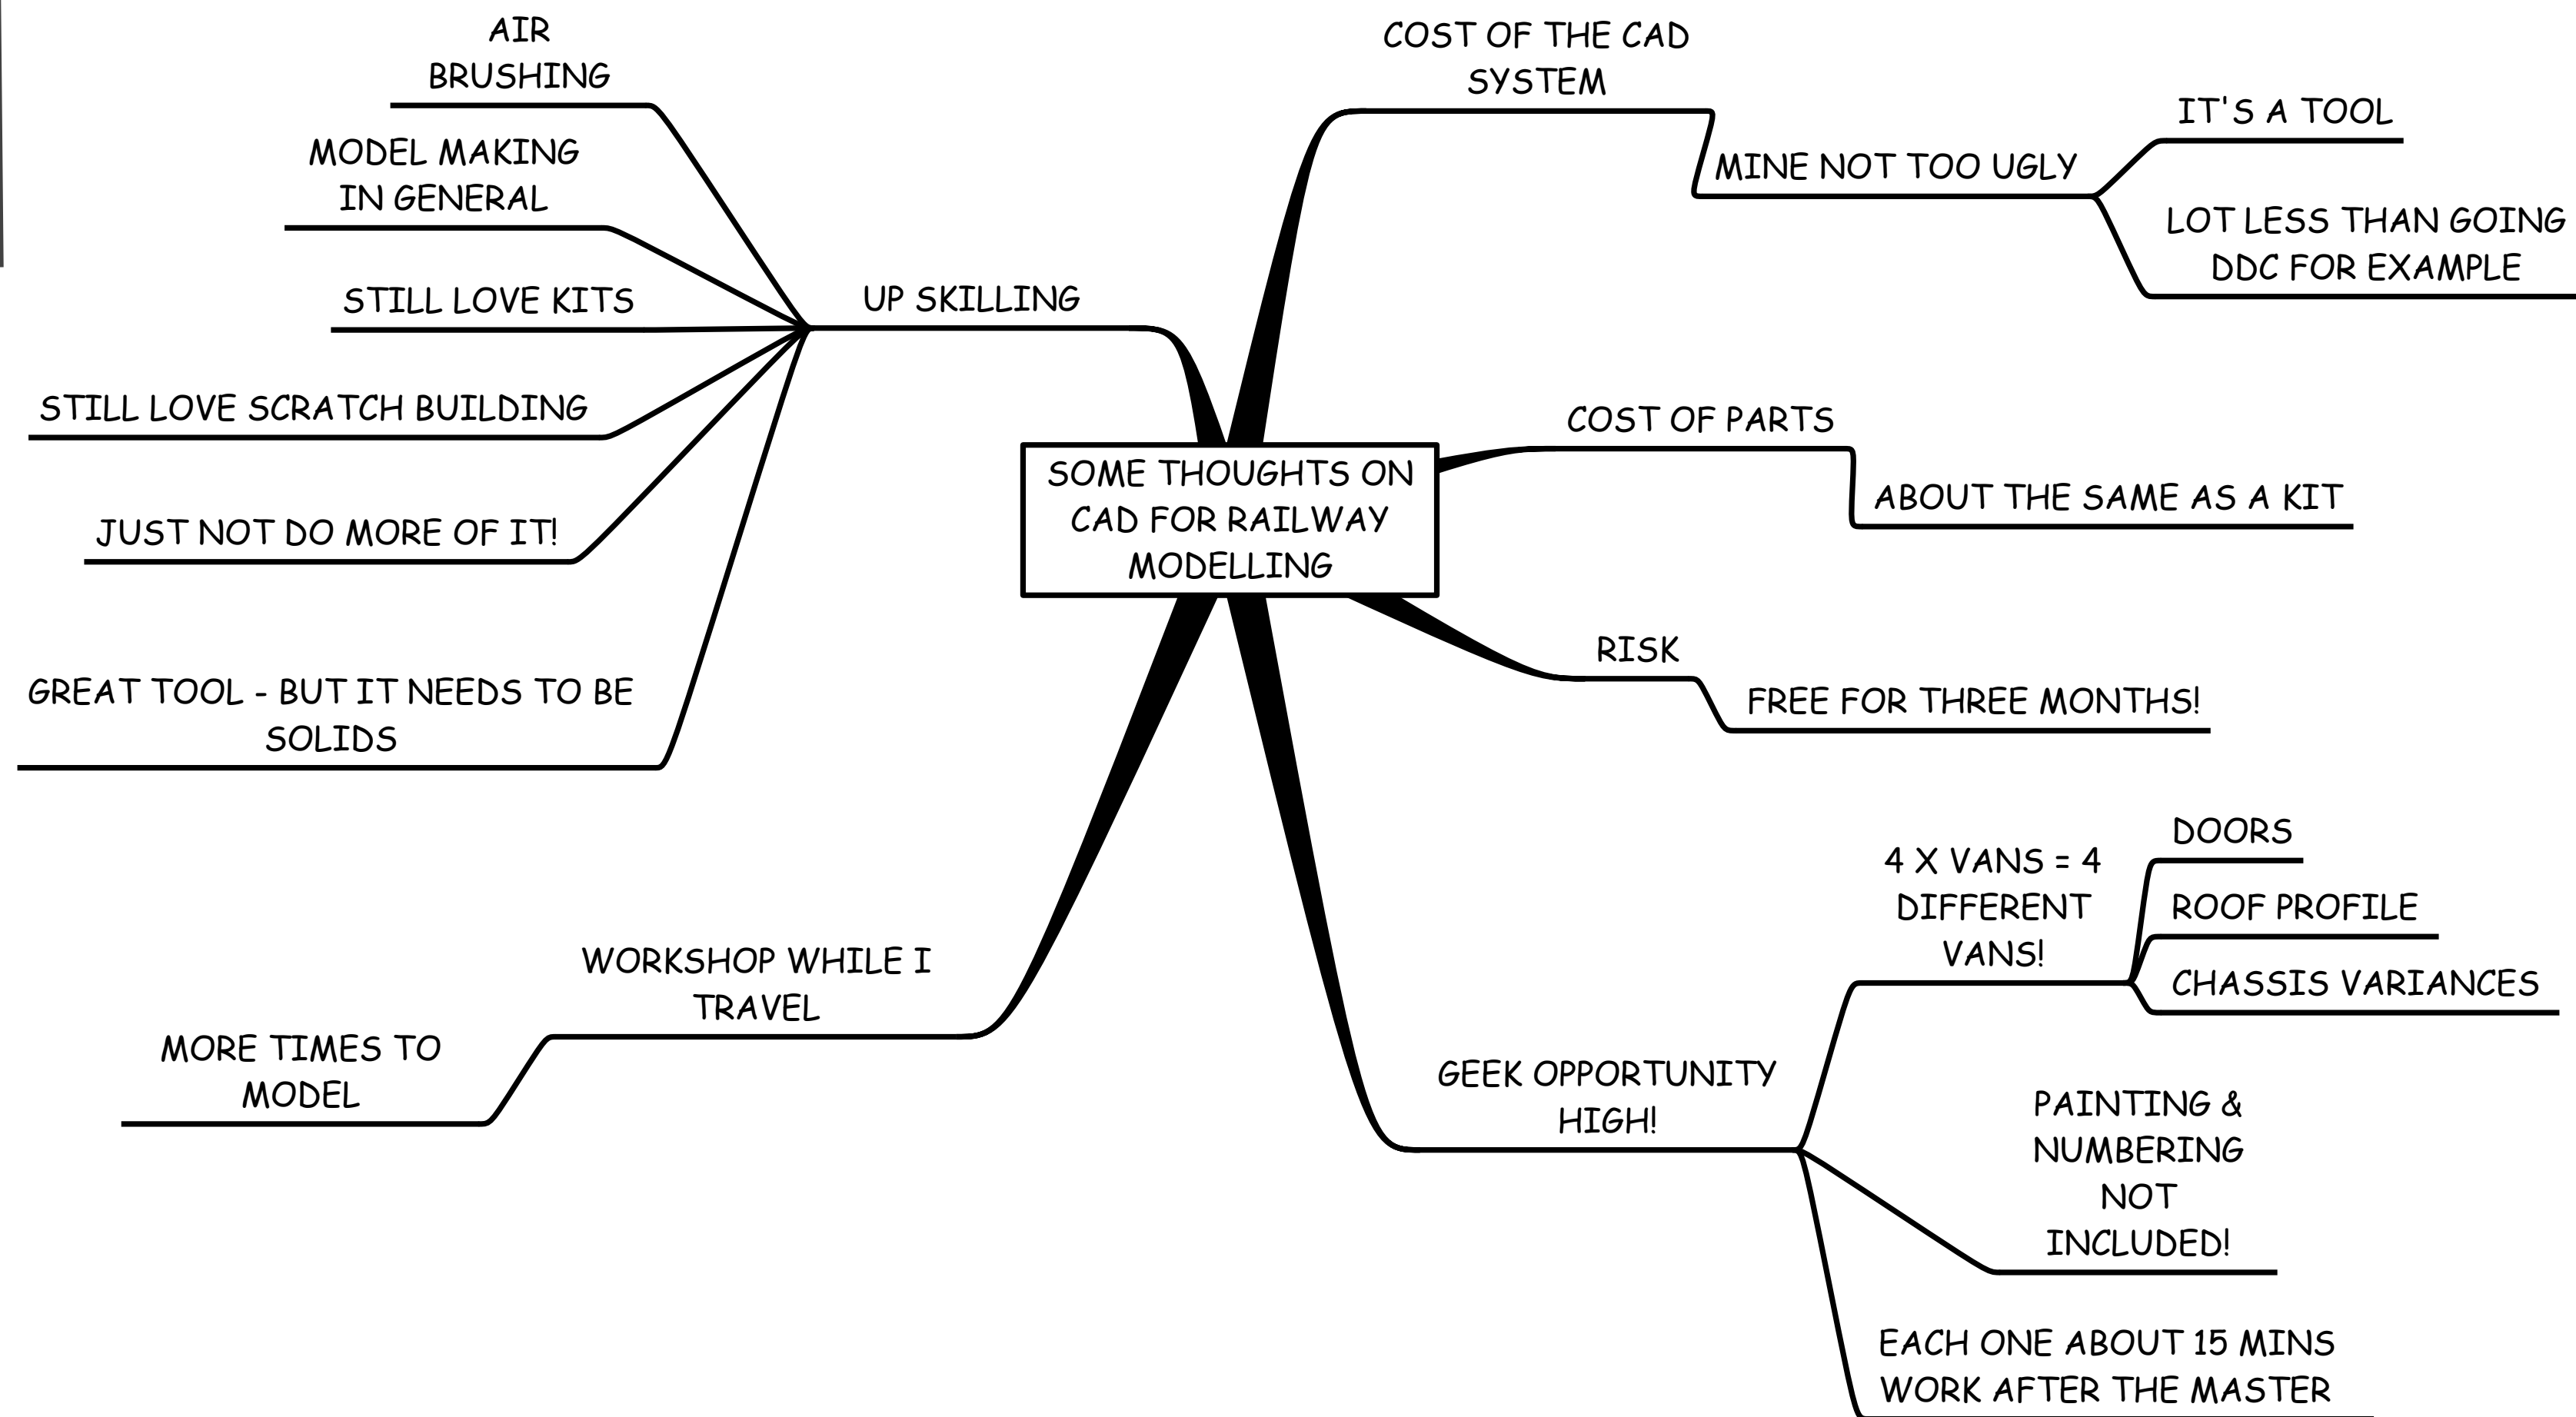 AIR
BRUSHING
MODEL MAKING
IN GENERAL
STILL LOVE KITS
STILL LOVE SCRATCH BUILDING
JUST NOT DO MORE OF IT!
GREAT TOOL - BUT IT NEEDS TO BE
SOLIDS
UP SKILLING
WORKSHOP WHILE I
TRAVEL
MORE TIMES TO
MODEL
SOME THOUGHTS ON
CAD FOR RAILWAY
MODELLING
COST OF THE CAD
SYSTEM
MINE NOT TOO UGLY
IT'S A TOOL
LOT LESS THAN GOING
DDC FOR EXAMPLE
COST OF PARTS
ABOUT THE SAME AS A KIT
RISK
FREE FOR THREE MONTHS!
GEEK OPPORTUNITY
HIGH!
4 X VANS = 4
DIFFERENT
VANS!
DOORS
ROOF PROFILE
CHASSIS VARIANCES
PAINTING &
NUMBERING
NOT
INCLUDED!
EACH ONE ABOUT 15 MINS
WORK AFTER THE MASTER